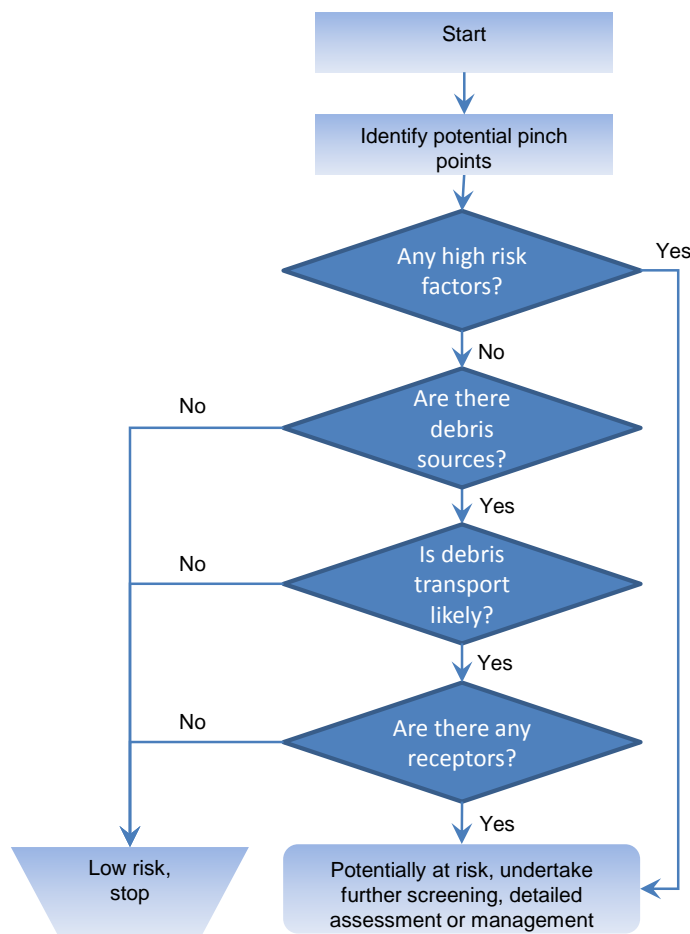 Start
Identify potential pinch
points
Any high risk
factors?
Yes
No
Are there
debris
sources?
No
Yes
Is debris
transport
likely?
No
Yes
Are there any
receptors?
No
Yes
Low risk,
stop
Potentially at risk, undertake
further screening, detailed
assessment or management